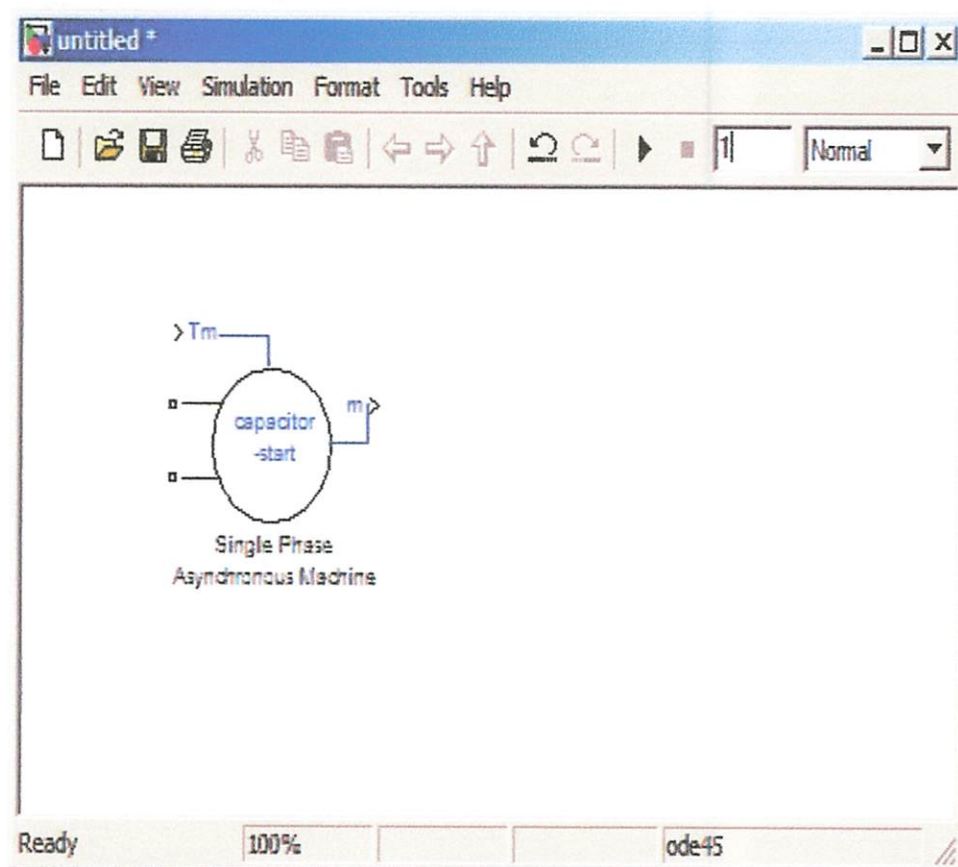 untitled *
File Edit View Simulation Format Tools Help
1 Normal
Tm
m
capacitor
-start
Single Phase
Asynchronous Machine
Ready 100% ode45